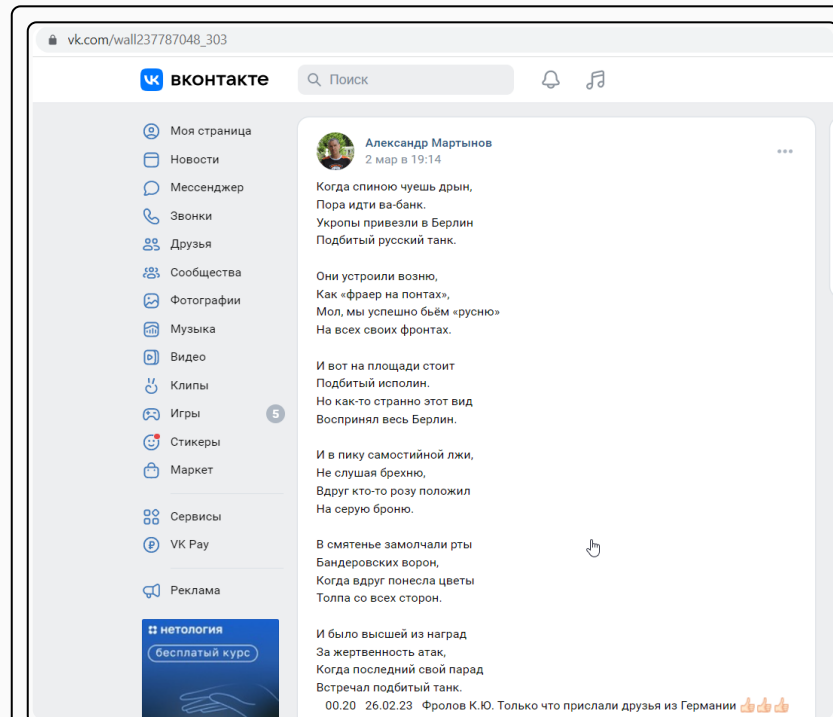 vk.com/wall237787048_303
вконтакте
Поиск
Моя страница
Новости
Мессенджер
Звонки
Друзья
Сообщества
Фотографии
Музыка
Видео
Клипы
Игры 5
Стикеры
Маркет
Сервисы
VK Pay
Реклама
нетология
бесплатый курс
Александр Мартынов
2 мар в 19:14
Когда спиною чуешь дрын,
Пора идти ва-банк.
Укропы привезли в Берлин
Подбитый русский танк.
Они устроили возню,
Как «фраер на понтах»,
Мол, мы успешно бьём «русню»
На всех своих фронтах.
И вот на площади стоит
Подбитый исполин.
Но как-то странно этот вид
Воспринял весь Берлин.
И в пику самостийной лжи,
Не слушая брехню,
Вдруг кто-то розу положил
На серую броню.
В смятенье замолчали рты
Бандеровских ворон,
Когда вдруг понесла цветы
Толпа со всех сторон.
И было высшей из наград
За жертвенность атак,
Когда последний свой парад
Встречал подбитый танк.
00.20 26.02.23 Фролов К.Ю. Только что прислали друзья из Германии 👍🏻👍🏻👍🏻